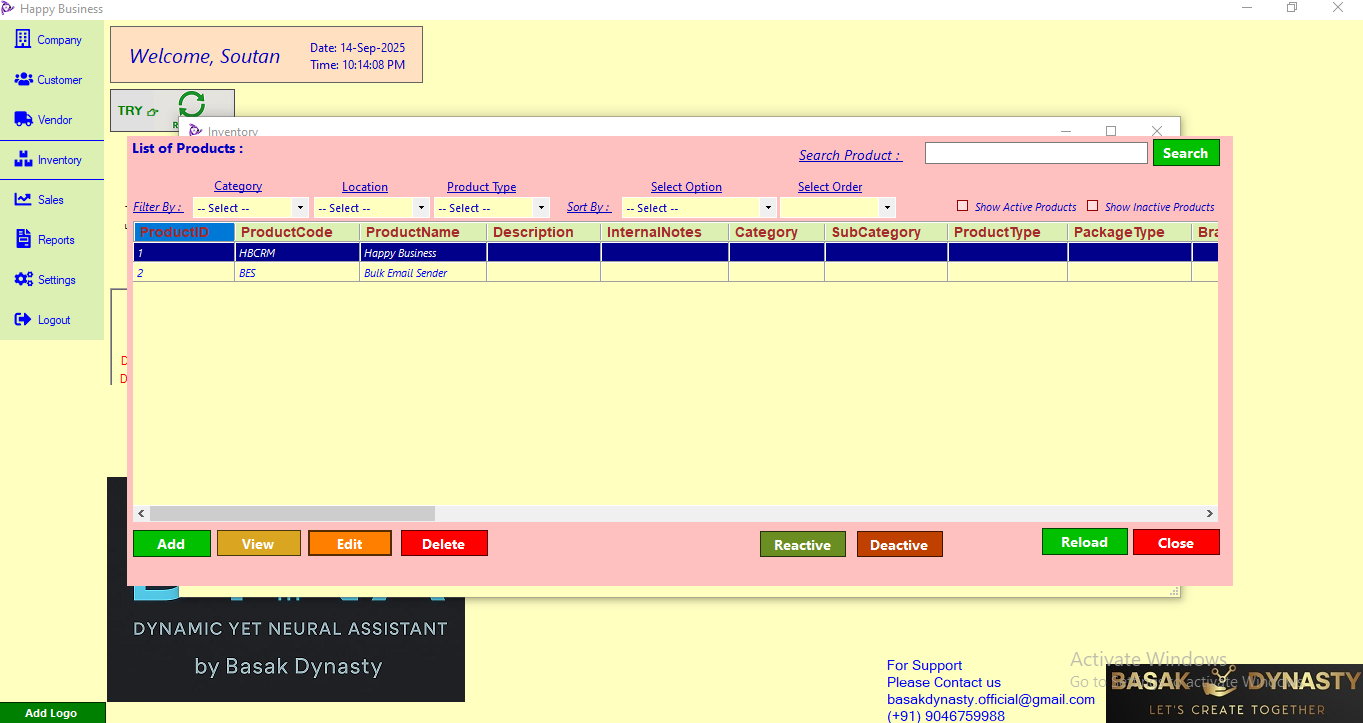 Happy Business
Company
Customer
Vendor
Inventory
Sales
Reports
Settings
Logout
Add Logo
Welcome, Soutan
Date: 14-Sep-2025
Time: 10:14:08 PM
TRY
Inventory
List of Products :
Search Product :
Search
Category Location Product Type Select Option Select Order
Filter By : -- Select -- -- Select -- -- Select -- Sort By : -- Select -- Show Active Products Show Inactive Products
ProductID ProductCode ProductName Description InternalNotes Category SubCategory ProductType PackageType Bra
1 HBCRM Happy Business
2 BES Bulk Email Sender
Add View Edit Delete Reactive Deactive Reload Close
DYNAMIC YET NEURAL ASSISTANT
by Basak Dynasty
For Support
Please Contact us
basakdynasty.official@gmail.com
(+91) 9046759988
Activate Windows
Go to Settings to activate Windows.
BASAK DYNASTY
LET'S CREATE TOGETHER